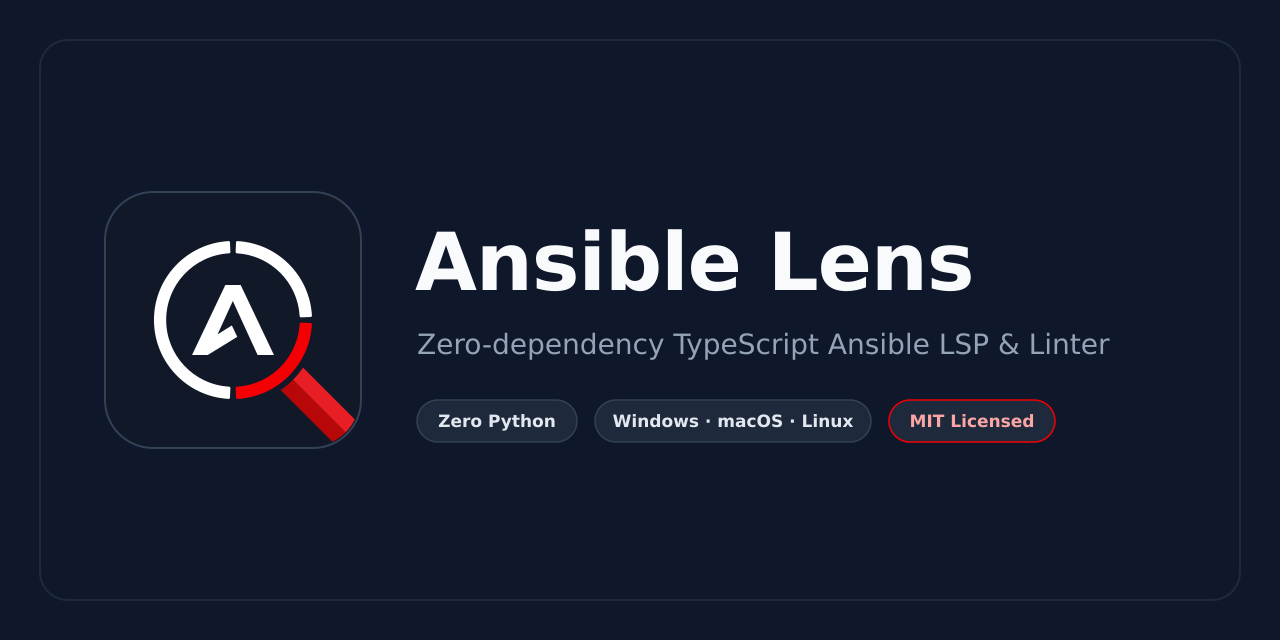 Ansible Lens
Zero-dependency TypeScript Ansible LSP & Linter
Zero Python
Windows · macOS · Linux
MIT Licensed